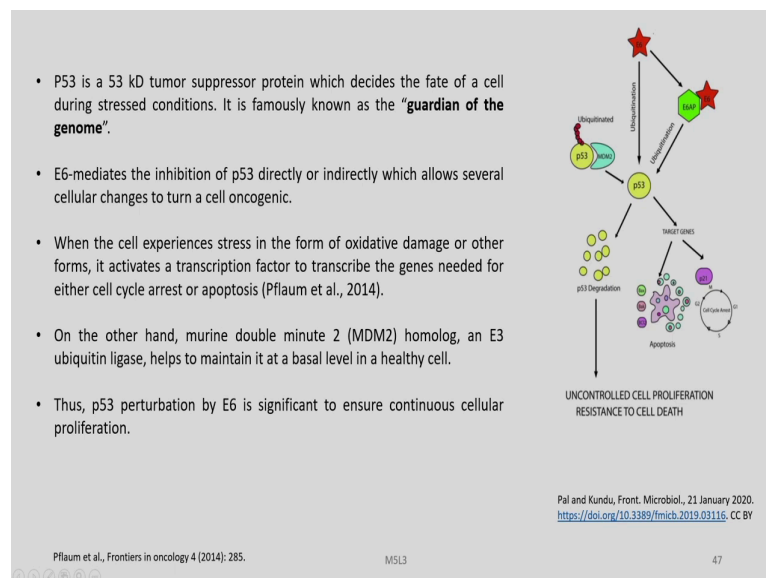 • P53 is a 53 kD tumor suppressor protein which decides the fate of a cell
during stressed conditions. It is famously known as the “guardian of the
genome”.
• E6-mediates the inhibition of p53 directly or indirectly which allows several
cellular changes to turn a cell oncogenic.
• When the cell experiences stress in the form of oxidative damage or other
forms, it activates a transcription factor to transcribe the genes needed for
either cell cycle arrest or apoptosis (Pflaum et al., 2014).
• On the other hand, murine double minute 2 (MDM2) homolog, an E3
ubiquitin ligase, helps to maintain it at a basal level in a healthy cell.
• Thus, p53 perturbation by E6 is significant to ensure continuous cellular
proliferation.
E6
E6AP
E6
Ubiquitination
Ubiquitination
Ubiquitinated
p53
MDM2
p53
TARGET GENES
p53 Degradation
p21
M
G2
G1
S
Cell Cycle Arrest
Apoptosis
UNCONTROLLED CELL PROLIFERATION
RESISTANCE TO CELL DEATH
Pal and Kundu, Front. Microbiol., 21 January 2020.
https://doi.org/10.3389/fmicb.2019.03116. CC BY
Pflaum et al., Frontiers in oncology 4 (2014): 285.
M5L3
47